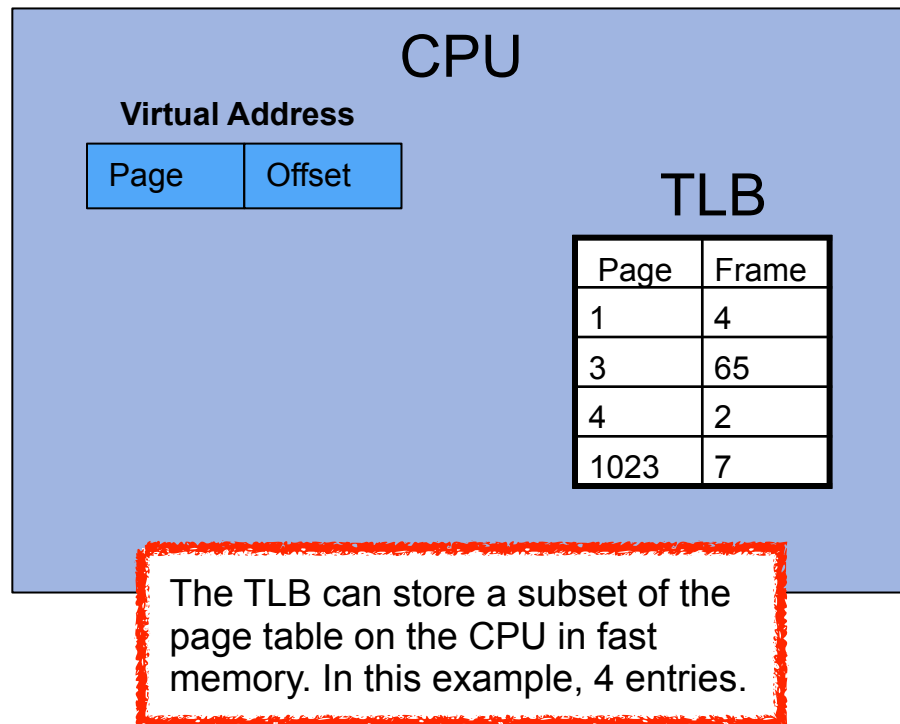 CPU
Virtual Address
Page Offset
TLB
Page Frame
1 4
3 65
4 2
1023 7
The TLB can store a subset of the
page table on the CPU in fast
memory. In this example, 4 entries.